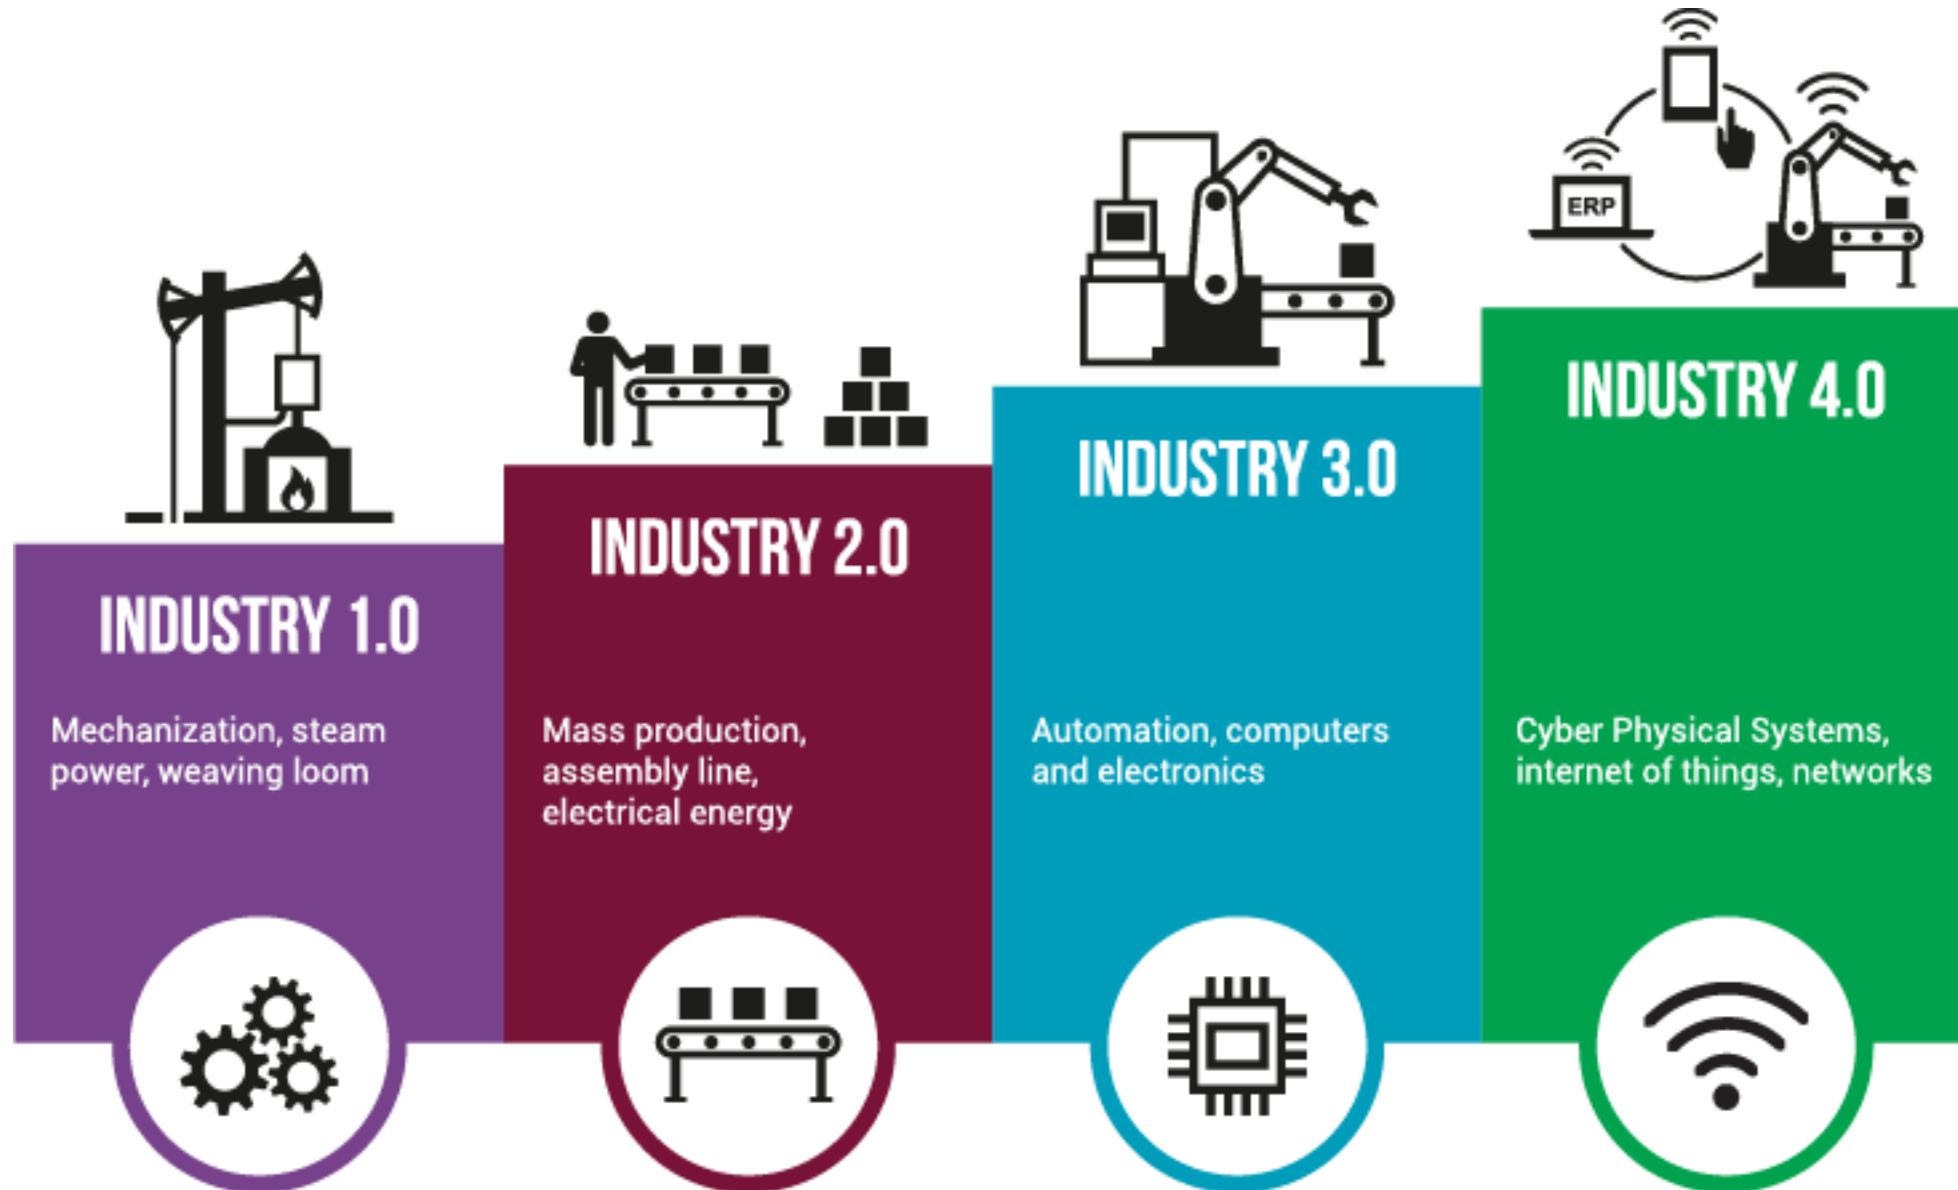 ERP
INDUSTRY 1.0
Mechanization, steam
power, weaving loom
INDUSTRY 2.0
Mass production,
assembly line,
electrical energy
INDUSTRY 3.0
Automation, computers
and electronics
INDUSTRY 4.0
Cyber Physical Systems,
internet of things, networks